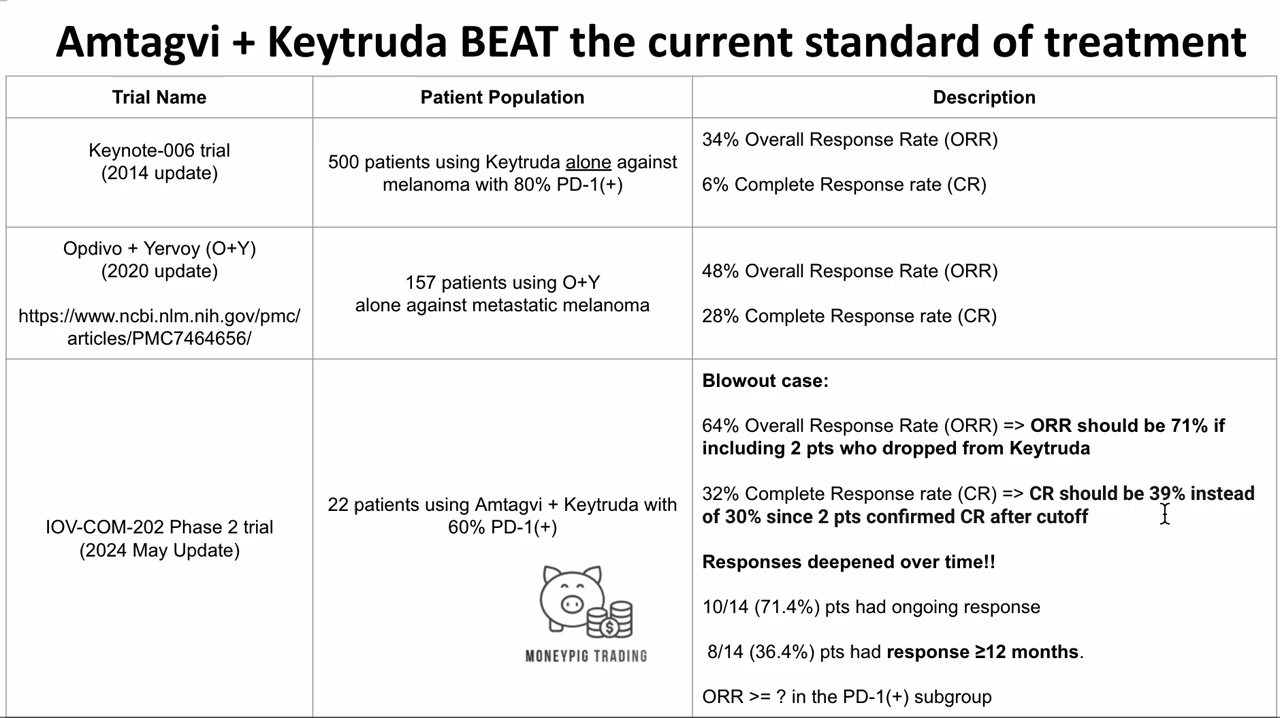 Amtagvi + Keytruda BEAT the current standard of treatment
Trial Name
Patient Population
Description
Keynote-006 trial
(2014 update)
500 patients using Keytruda alone against
melanoma with 80% PD-1(+)
34% Overall Response Rate (ORR)
6% Complete Response rate (CR)
Opdivo + Yervoy (O+Y)
(2020 update)
https://www.ncbi.nlm.nih.gov/pmc/
articles/PMC7464656/
157 patients using O+Y
alone against metastatic melanoma
48% Overall Response Rate (ORR)
28% Complete Response rate (CR)
IOV-COM-202 Phase 2 trial
(2024 May Update)
22 patients using Amtagvi + Keytruda with
60% PD-1(+)
MONEYPIG TRADING
Blowout case:
64% Overall Response Rate (ORR) => ORR should be 71% if
including 2 pts who dropped from Keytruda
32% Complete Response rate (CR) => CR should be 39% instead
of 30% since 2 pts confirmed CR after cutoff
Responses deepened over time!!
10/14 (71.4%) pts had ongoing response
8/14 (36.4%) pts had response ≥12 months.
ORR >= ? in the PD-1(+) subgroup